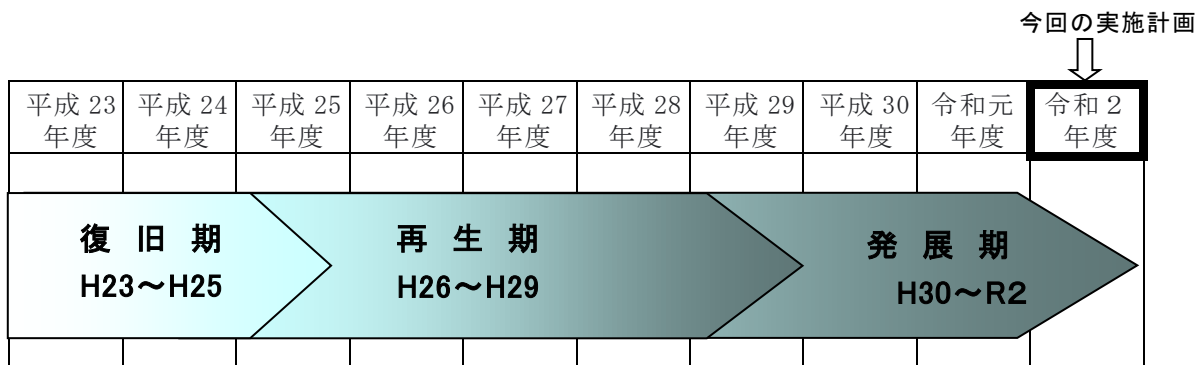 今回の実施計画
平成 23 平成 24 平成 25 平成 26 平成 27 平成 28 平成 29 平成 30 令和元 令和２
年度 年度 年度 年度 年度 年度 年度 年度 年度 年度
復 旧 期 再 生 期 発 展 期
H23～H25 H26～H29 H30～R２